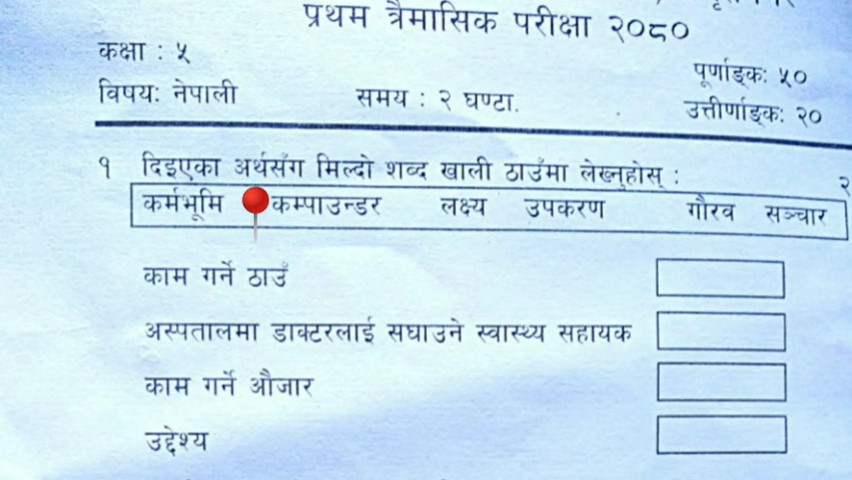 प्रथम त्रैमासिक परीक्षा २०८०
कक्षा : ५
पूर्णाङ्क: ५०
विषय: नेपाली समय : २ घण्टा.
उत्तीर्णाङ्क: २०
१ दिइएका अर्थसँग मिल्दो शब्द खाली ठाउँमा लेख्नुहोस् : २
कर्मभूमि कम्पाउन्डर लक्ष्य उपकरण गौरव सञ्चार
काम गर्ने ठाउँ
अस्पतालमा डाक्टरलाई सघाउने स्वास्थ्य सहायक
काम गर्ने औजार
उद्देश्य